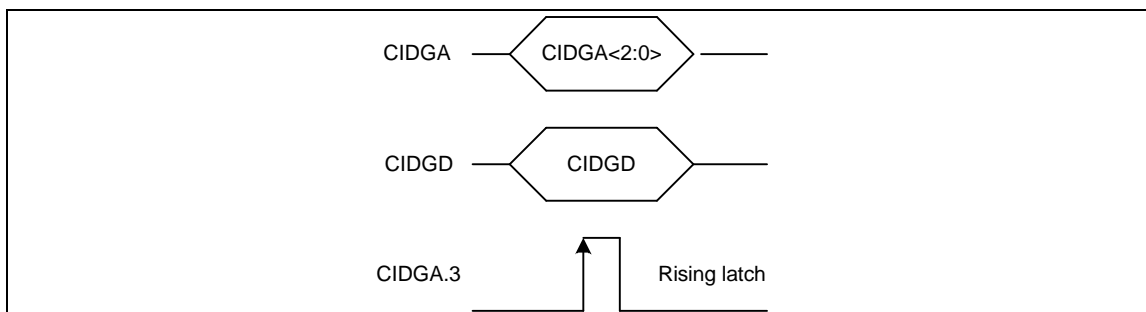 CIDGA CIDGA<2:0>
CIDGD CIDGD
CIDGA.3 Rising latch